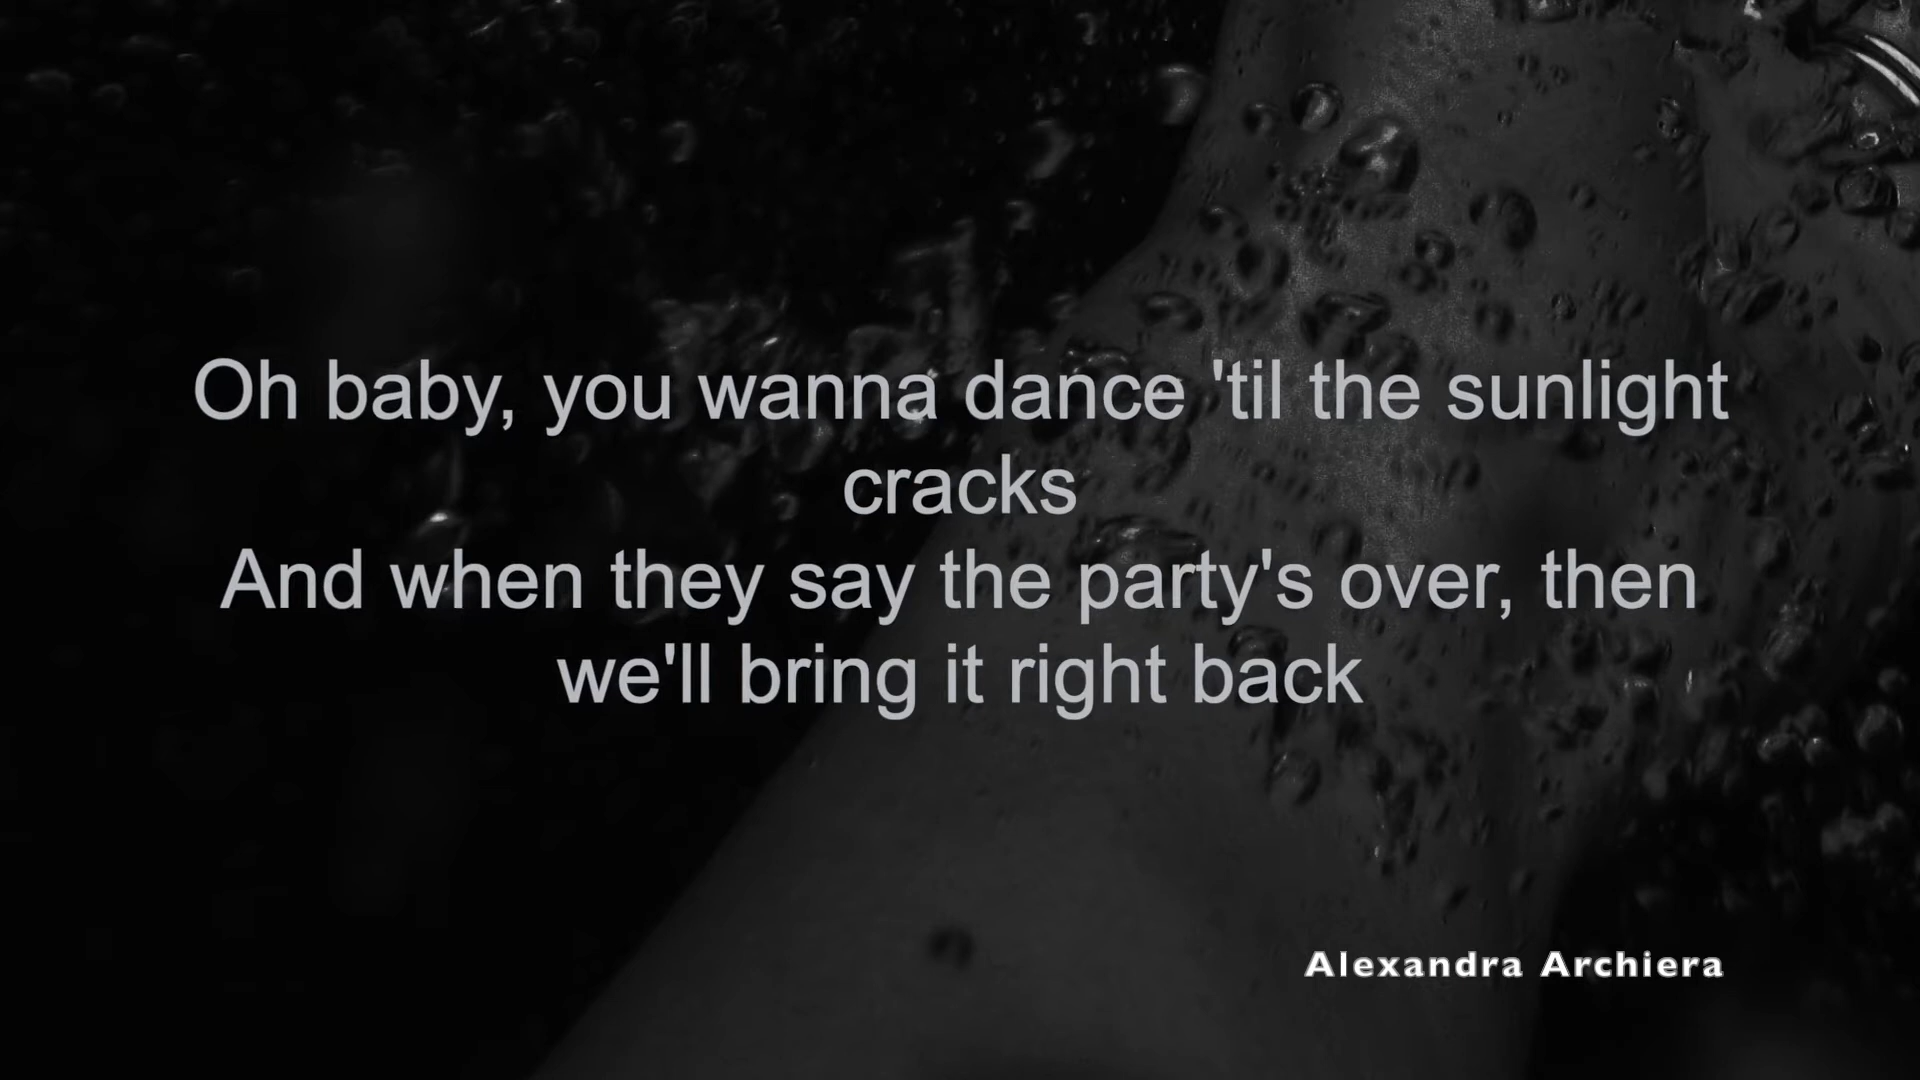 Oh baby, you wanna dance 'til the sunlight
cracks
And when they say the party's over, then
we'll bring it right back
Alexandra Archiera